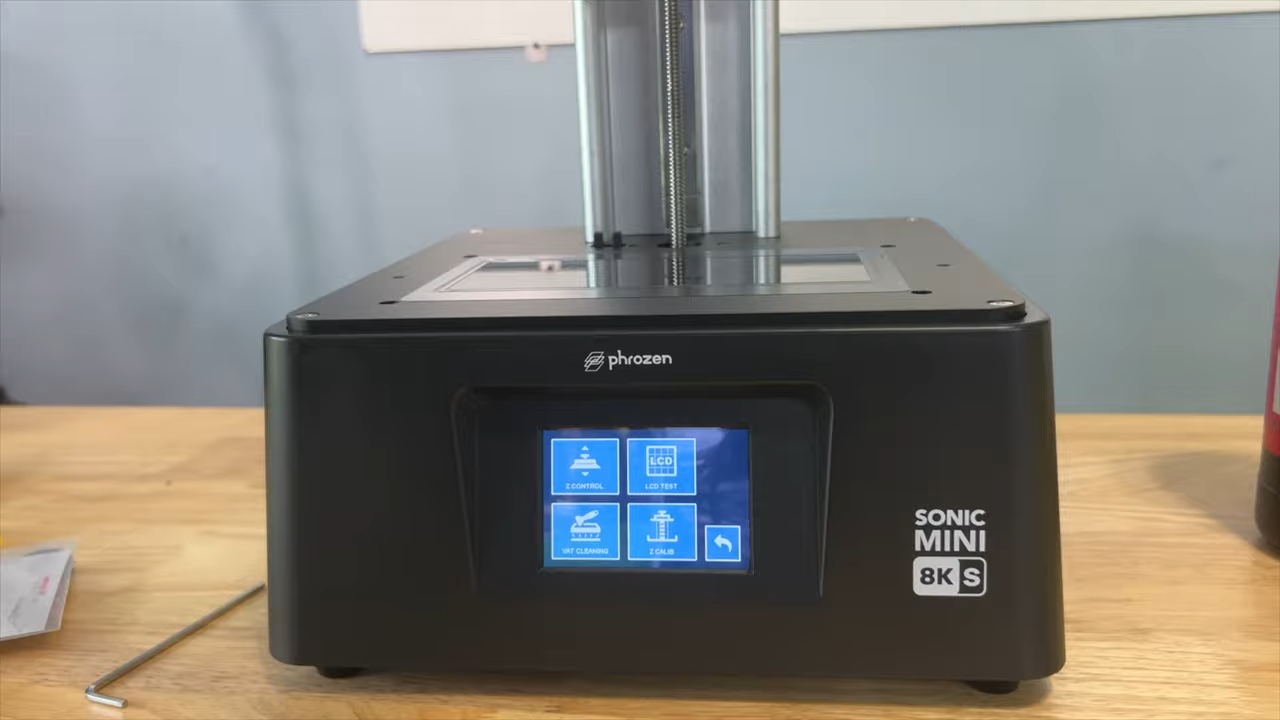 phrozen
Z CONTROL
LCD
LCD TEST
VAT CLEANING
Z CALIB
SONIC
MINI
8K S